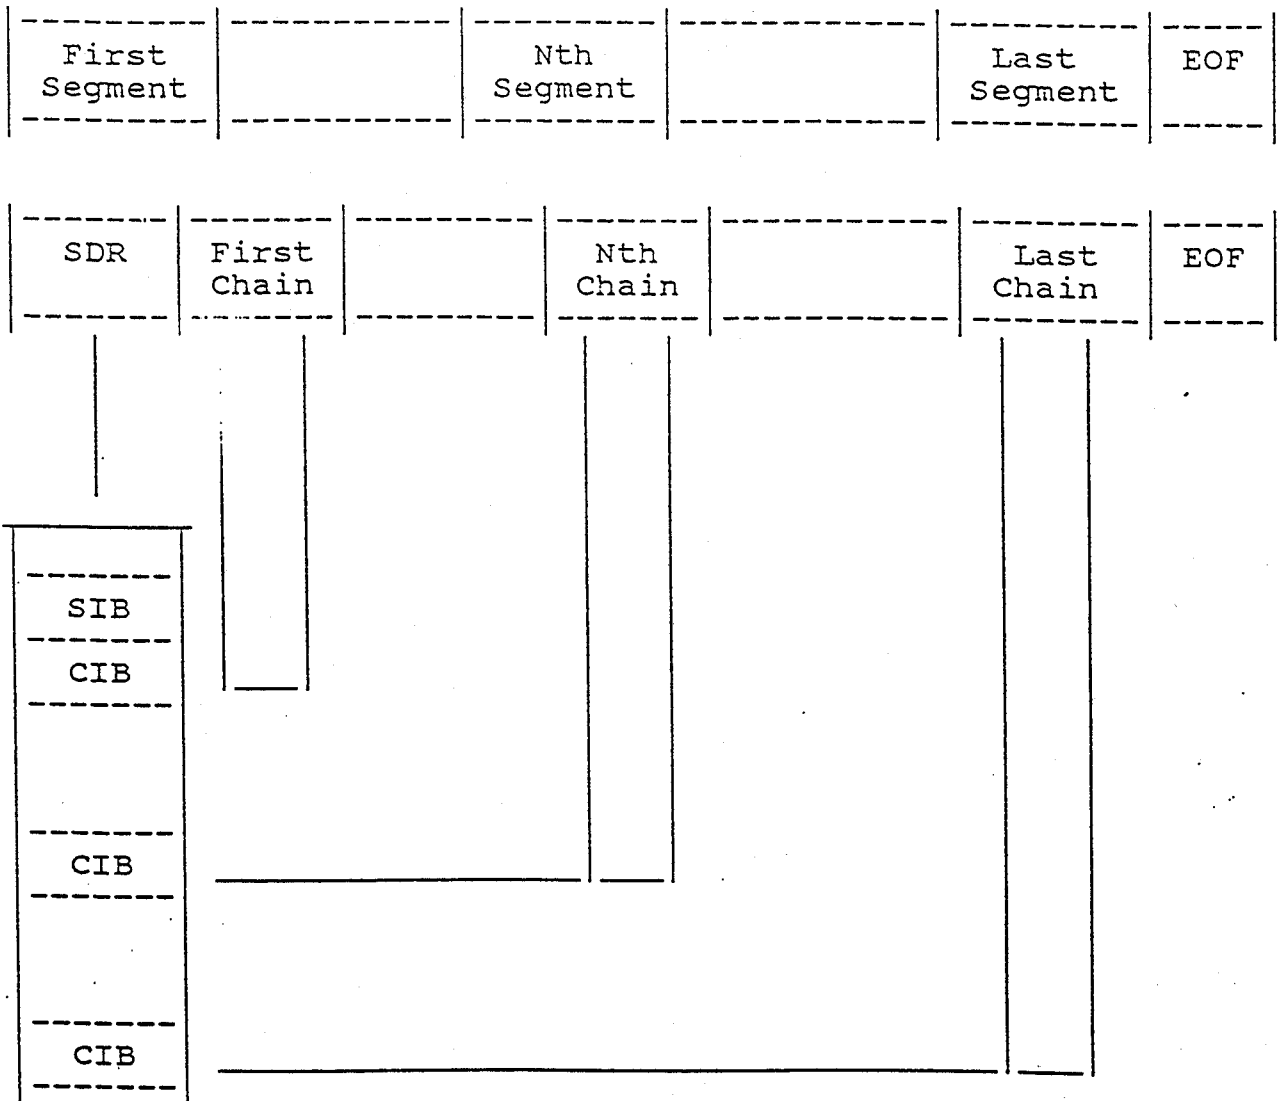 First
Segment
Nth
Segment
Last
Segment
EOF
SDR
First
Chain
Nth
Chain
Last
Chain
EOF
SIB
CIB
CIB
CIB